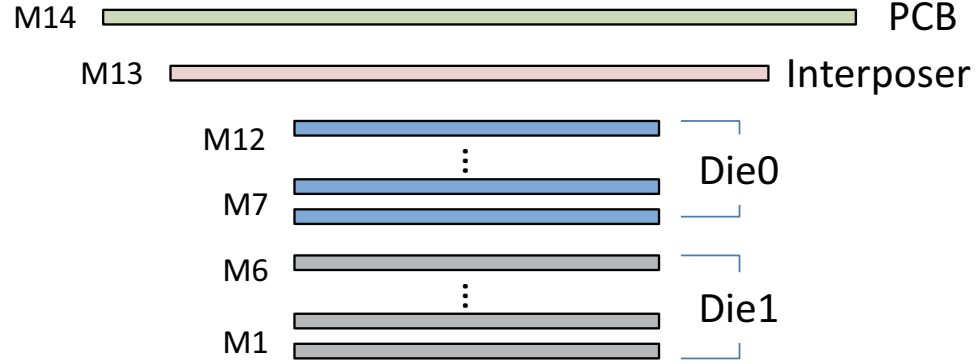 M14 PCB
M13 Interposer
M12
Die0
M7
M6
Die1
M1